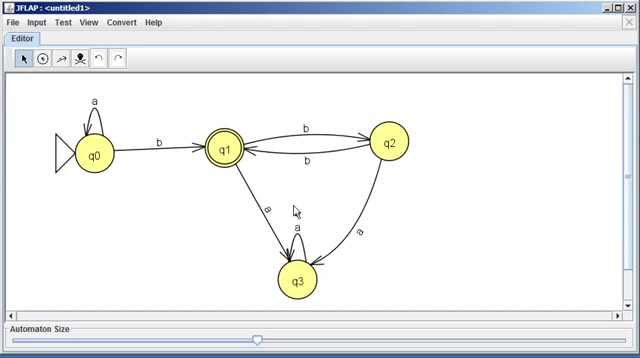 JFLAP : <untitled1>
File Input Test View Convert Help
Editor
a
q0
b
q1
b
b
q2
a
a
a
q3
Automaton Size